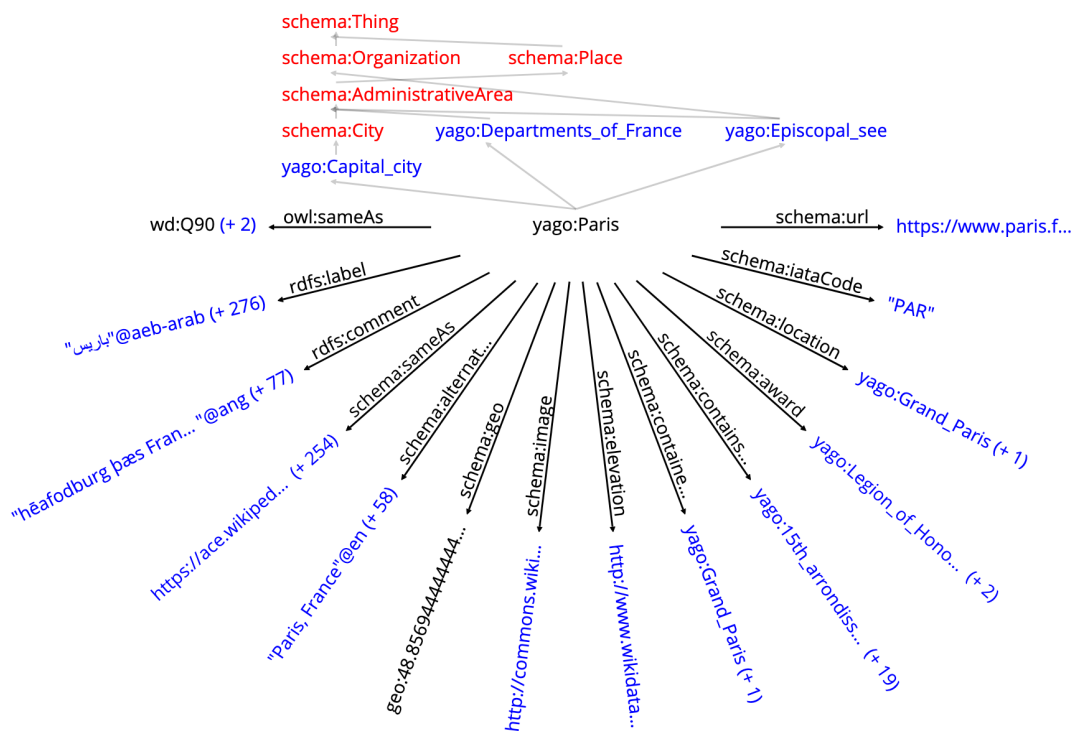 schema:Thing
schema:Organization
schema:Place
schema:AdministrativeArea
schema:City
yago:Departments_of_France
yago:Episcopal_see
yago:Capital_city
yago:Paris
owl:sameAs
wd:Q90 (+ 2)
schema:url
https://www.paris.f...
rdfs:label
"باريس"@aeb-arab (+ 276)
schema:iataCode
"PAR"
rdfs:comment
"hēafodburg þæs Fran... "@ang (+ 77)
schema:location
yago:Grand_Paris (+ 1)
schema:sameAs
https://ace.wikiped... (+ 254)
schema:award
yago:Legion_of_Hono... (+ 2)
schema:alternat...
"Paris, France"@en (+ 58)
schema:contains...
yago:15th_arrondiss... (+ 19)
schema:geo
geo:48.85694444444...
schema:containe...
yago:Grand_Paris (+ 1)
schema:image
http://commons.wiki...
schema:elevation
http://www.wikidata...